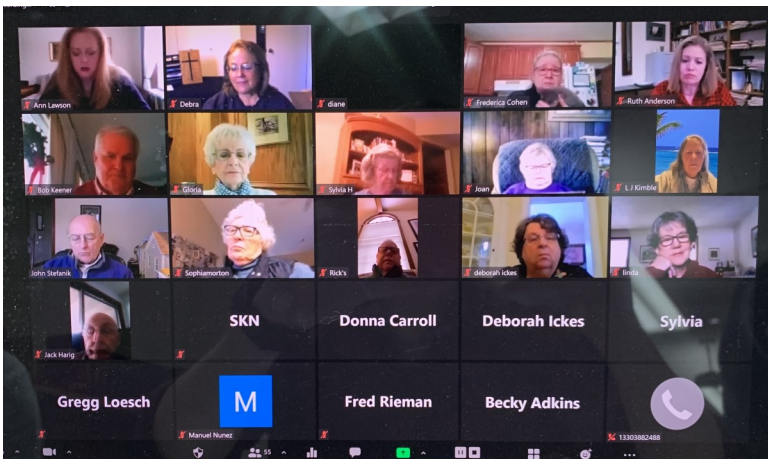 Ann Lawson
Debra
diane
Frederica Cohen
Ruth Anderson
Bob Keener
Gloria
Sylvia H
Joan
L J Kimble
John Stefanik
Sophiamorton
Rick's
deborah ickes
linda
Jack Harig
SKN
Donna Carroll
Deborah Ickes
Sylvia
Gregg Loesch
M
Manuel Nunez
Fred Rieman
Becky Adkins
13303882488
55